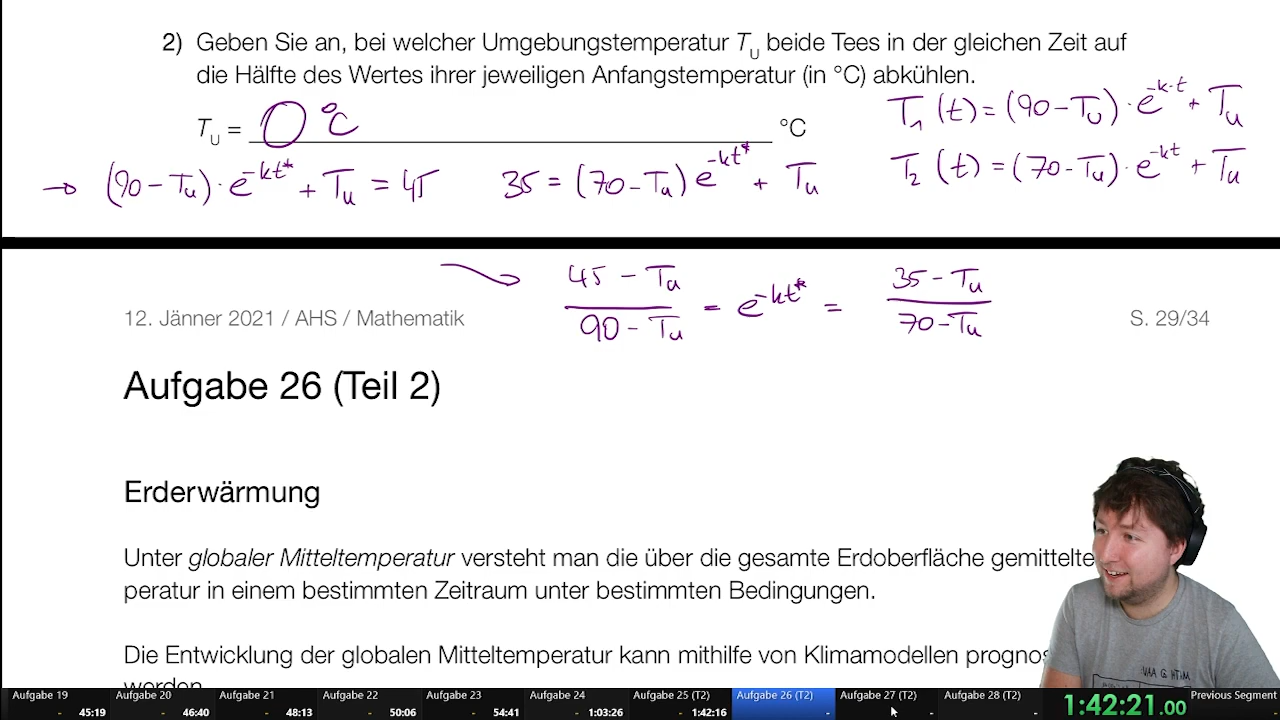 2) Geben Sie an, bei welcher Umgebungstemperatur T_U beide Tees in der gleichen Zeit auf
die Hälfte des Wertes ihrer jeweiligen Anfangstemperatur (in °C) abkühlen.
T_U = 0 °C °C
T_1 (t) = (90 - T_U) · e^{-k·t} + T_U
T_2 (t) = (70 - T_U) · e^{-kt} + T_U
→ (90 - T_U) · e^{-kt*} + T_U = 45
35 = (70 - T_U) e^{-kt*} + T_U
(45 - T_U)/(90 - T_U) = e^{-kt*} = (35 - T_U)/(70 - T_U)
12. Jänner 2021 / AHS / Mathematik S. 29/34
Aufgabe 26 (Teil 2)
Erderwärmung
Unter globaler Mitteltemperatur versteht man die über die gesamte Erdoberfläche gemittelte
peratur in einem bestimmten Zeitraum unter bestimmten Bedingungen.
Die Entwicklung der globalen Mitteltemperatur kann mithilfe von Klimamodellen prognos
werden
Aufgabe 19 Aufgabe 20 Aufgabe 21 Aufgabe 22 Aufgabe 23 Aufgabe 24 Aufgabe 25 (T2) Aufgabe 26 (T2) Aufgabe 27 (T2) Aufgabe 28 (T2) Previous Segment
- 45:19 - 46:40 - 48:13 - 50:06 - 54:41 - 1:03:26 - 1:42:16 - - - 1:42:21.00 -